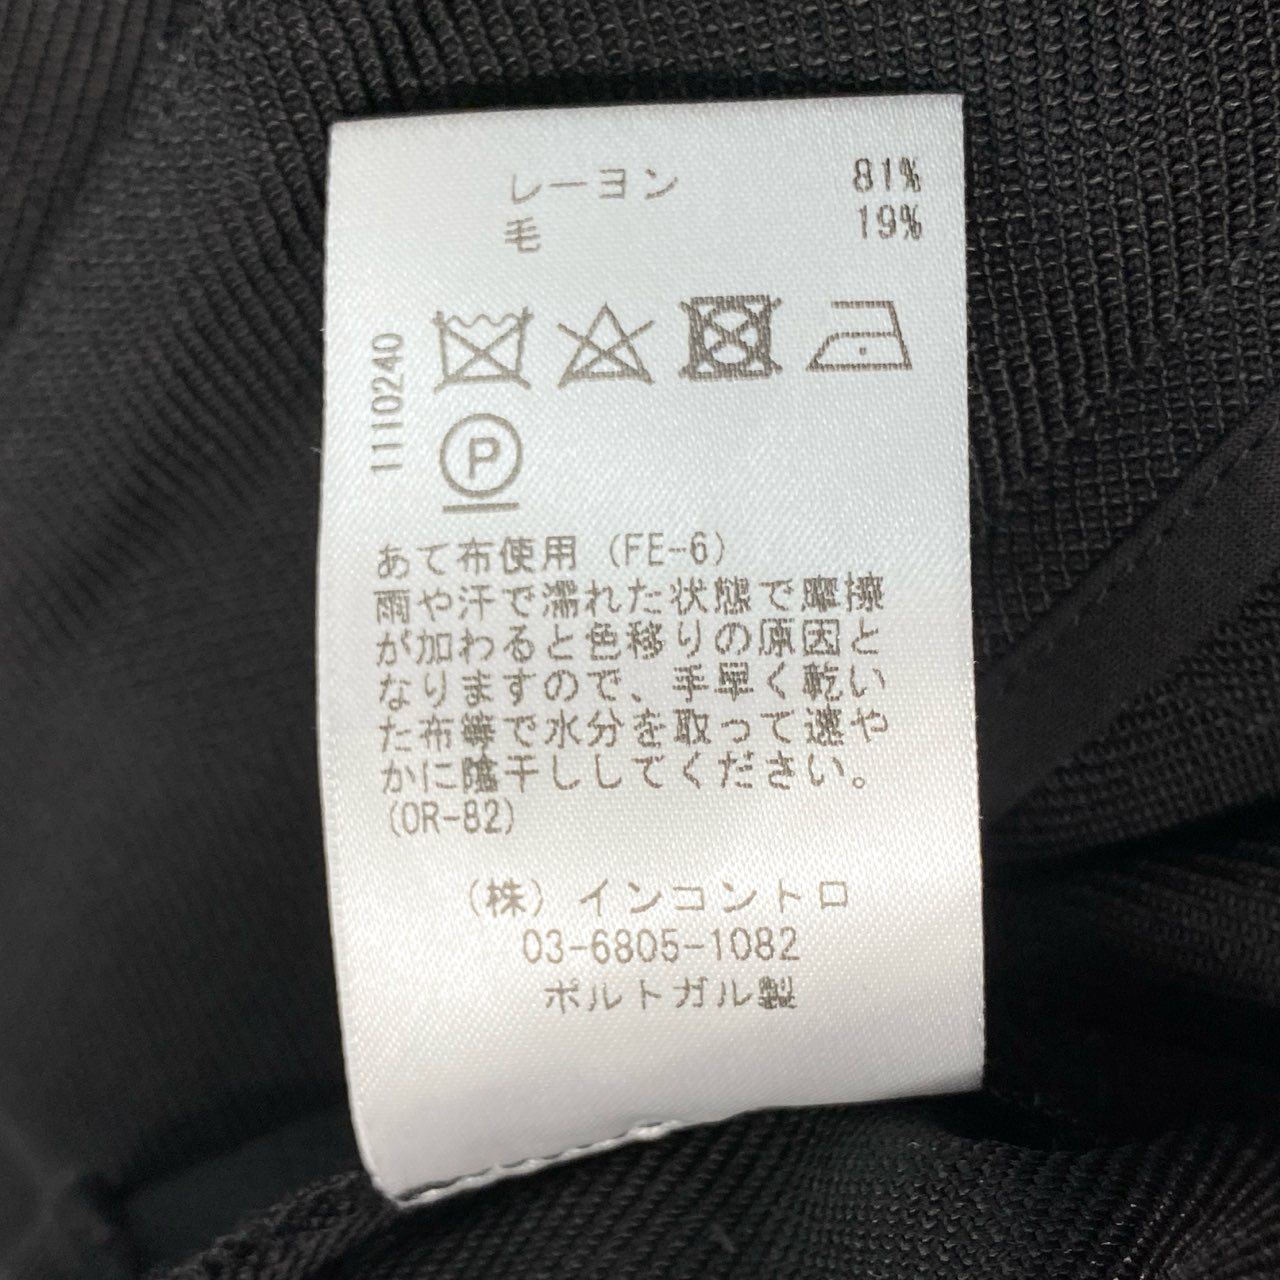 レーヨン 81%
毛 19%
1110240
P
あて布使用 (FE-6)
雨や汗で濡れた状態で摩擦
が加わると色移りの原因と
なりますので、手早く乾い
た布等で水分を取って速や
かに陰干ししてください。
(OR-82)
(株) インコントロ
03-6805-1082
ポルトガル製